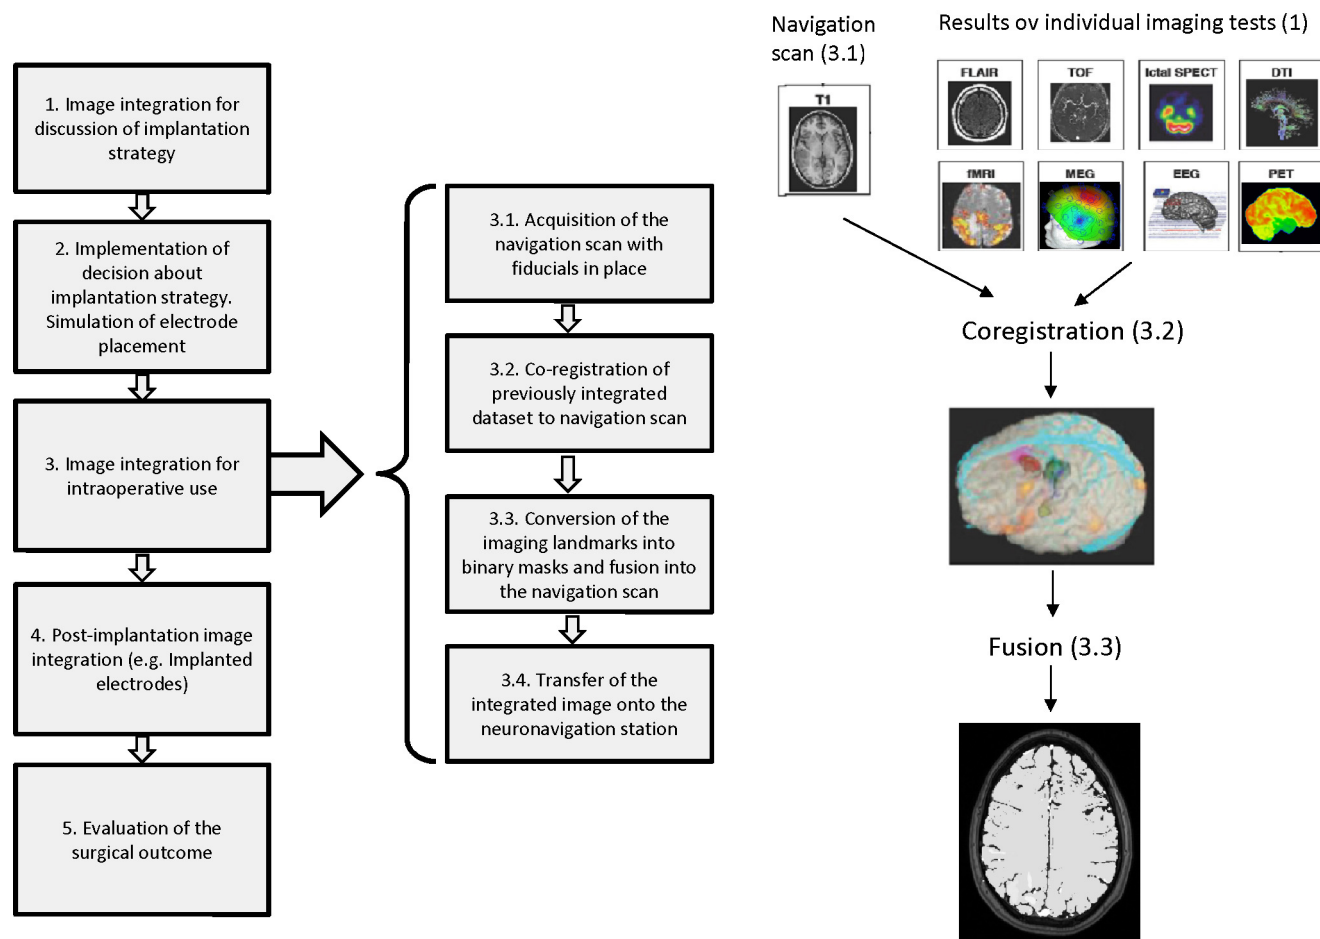 1. Image integration for
discussion of implantation
strategy
2. Implementation of
decision about
implantation strategy.
Simulation of electrode
placement
3. Image integration for
intraoperative use
4. Post-implantation image
integration (e.g. Implanted
electrodes)
5. Evaluation of the
surgical outcome
3.1. Acquisition of the
navigation scan with
fiducials in place
3.2. Co-registration of
previously integrated
dataset to navigation scan
3.3. Conversion of the
imaging landmarks into
binary masks and fusion into
the navigation scan
3.4. Transfer of the
integrated image onto the
neuronavigation station
Navigation
scan (3.1)
T1
Results ov individual imaging tests (1)
FLAIR
TOF
Ictal SPECT
DTI
fMRI
MEG
EEG
PET
Coregistration (3.2)
Fusion (3.3)